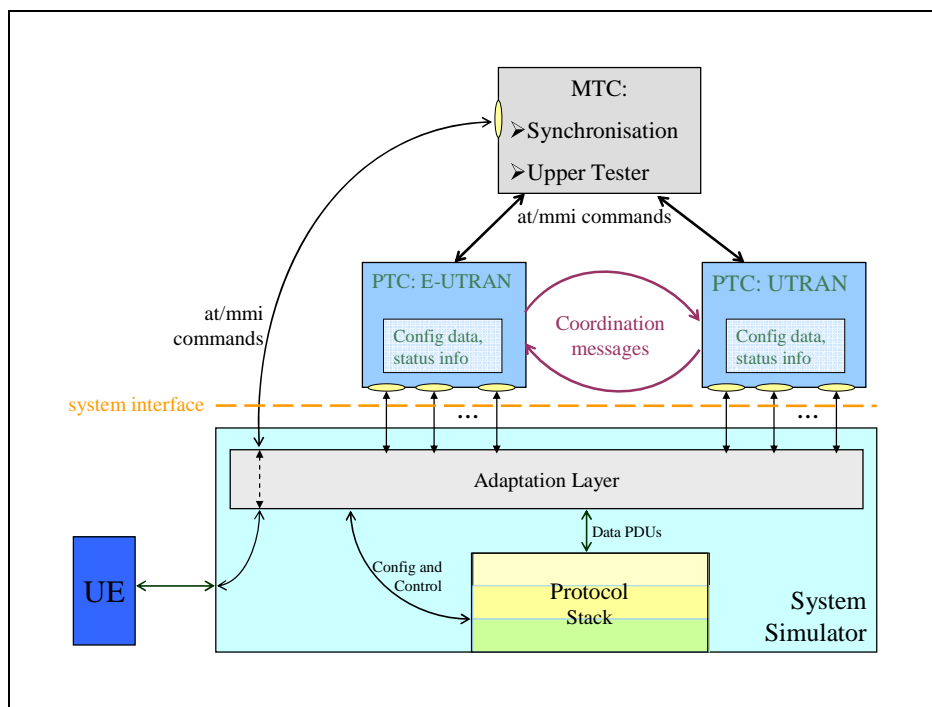 MTC:
➢Synchronisation
➢Upper Tester
at/mmi commands
PTC: E-UTRAN
PTC: UTRAN
Config data,
status info
Coordination
messages
Config data,
status info
at/mmi
commands
system interface
...
...
Adaptation Layer
Data PDUs
Config and
Control
UE
Protocol
Stack
System
Simulator